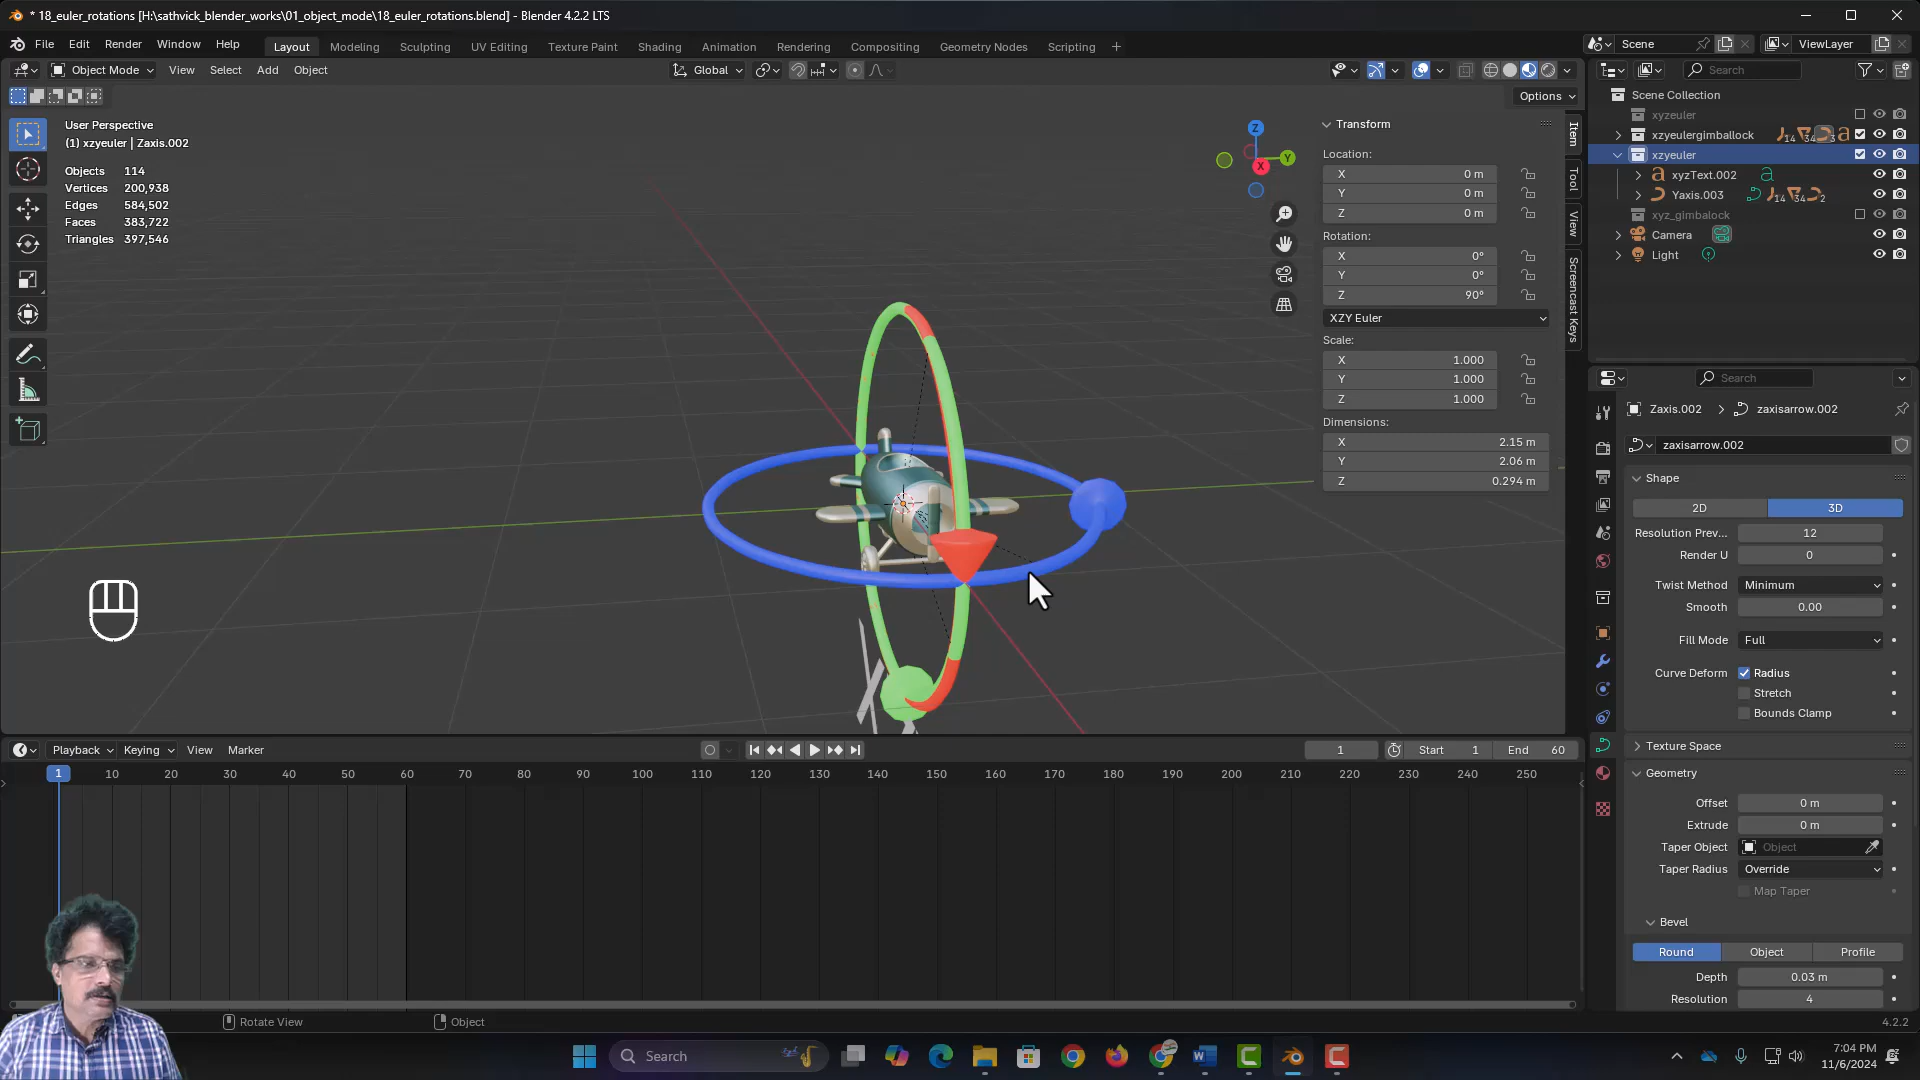 * 18_euler_rotations [H:\sathvick_blender_works\01_object_mode\18_euler_rotations.blend] - Blender 4.2.2 LTS
File Edit Render Window Help Layout Modeling Sculpting UV Editing Texture Paint Shading Animation Rendering Compositing Geometry Nodes Scripting + Scene ViewLayer
Object Mode View Select Add Object Global Search
Options
User Perspective
(1) xzyeuler | Zaxis.002
Objects 114
Vertices 200,938
Edges 584,502
Faces 383,722
Triangles 397,546
Z
Y
X
Transform
Location:
X 0 m
Y 0 m
Z 0 m
Rotation:
X 0°
Y 0°
Z 90°
XZY Euler
Scale:
X 1.000
Y 1.000
Z 1.000
Dimensions:
X 2.15 m
Y 2.06 m
Z 0.294 m
Item
Tool
View
Screencast Keys
Scene Collection
xyzeuler
xzyeulergimballock 14 34 3
xzyeuler
xyzText.002
Yaxis.003 14 34 2
xyz_gimbalock
Camera
Light
Search
Zaxis.002 zaxisarrow.002
zaxisarrow.002
Shape
2D 3D
Resolution Prev... 12
Render U 0
Twist Method Minimum
Smooth 0.00
Fill Mode Full
Curve Deform Radius
Stretch
Bounds Clamp
Texture Space
Geometry
Offset 0 m
Extrude 0 m
Taper Object Object
Taper Radius Override
Map Taper
Bevel
Round Object Profile
Depth 0.03 m
Resolution 4
Playback Keying View Marker 1 Start 1 End 60
1 10 20 30 40 50 60 70 80 90 100 110 120 130 140 150 160 170 180 190 200 210 220 230 240 250
Rotate View Object 4.2.2
Search
7:04 PM
11/6/2024